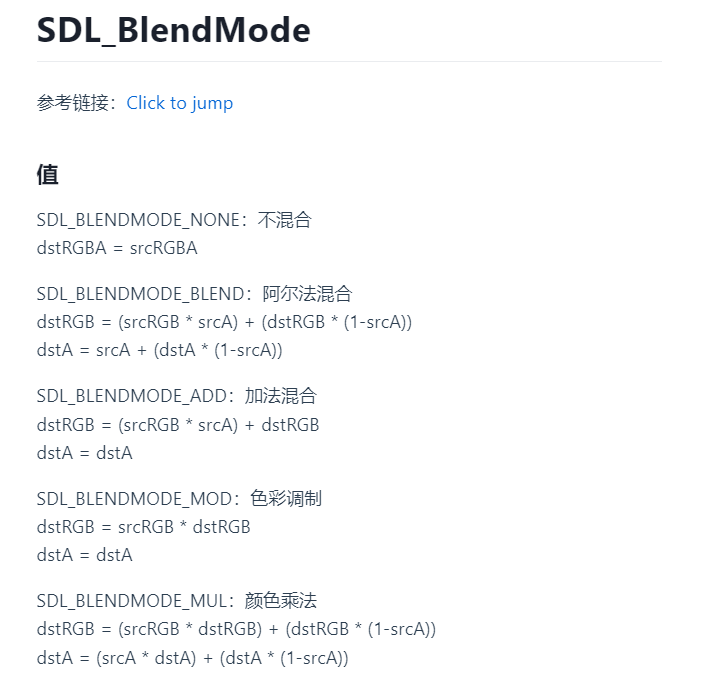 SDL_BlendMode
参考链接：Click to jump
值
SDL_BLENDMODE_NONE：不混合
dstRGBA = srcRGBA
SDL_BLENDMODE_BLEND：阿尔法混合
dstRGB = (srcRGB * srcA) + (dstRGB * (1-srcA))
dstA = srcA + (dstA * (1-srcA))
SDL_BLENDMODE_ADD：加法混合
dstRGB = (srcRGB * srcA) + dstRGB
dstA = dstA
SDL_BLENDMODE_MOD：色彩调制
dstRGB = srcRGB * dstRGB
dstA = dstA
SDL_BLENDMODE_MUL：颜色乘法
dstRGB = (srcRGB * dstRGB) + (dstRGB * (1-srcA))
dstA = (srcA * dstA) + (dstA * (1-srcA))